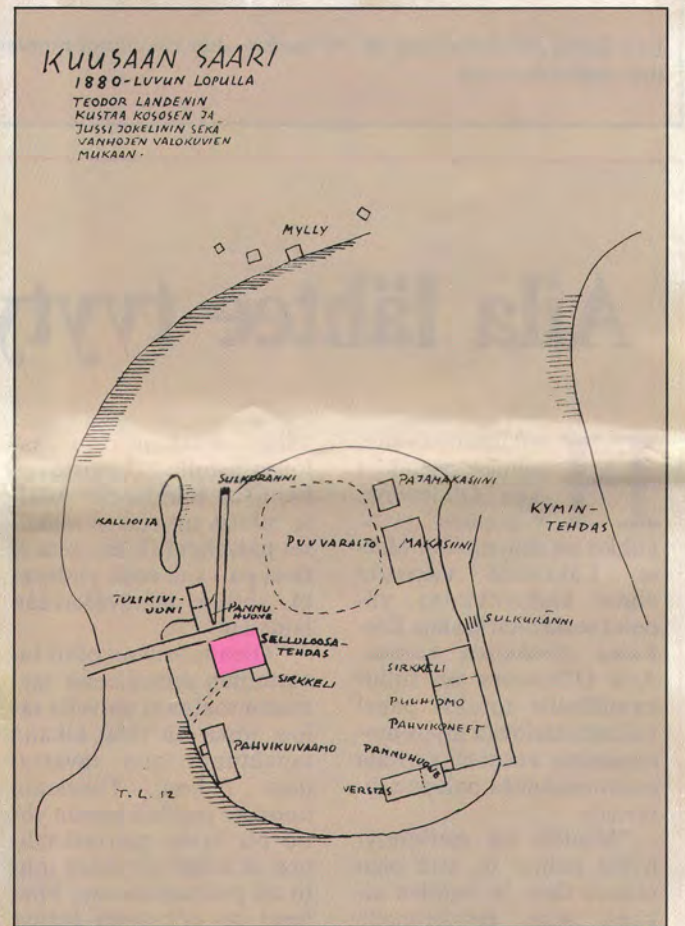 KUUSAAN SAARI
1880-LUVUN LOPULLA
TEODOR LANDENIN
KUSTAA KOSOSEN JA
JUSSI JOKELININ SEKÄ
VANHOJEN VALOKUVIEN
MUKAAN.
MYLLY
SULKURÄNNI
PATAMAKASIINI
KALLIOITA
PUUVARASTO
MAKASIINI
KYMIN-
TEHDAS
TULIKIVI-
UUNI
PANNU-
HUONE
SULKURÄNNI
SELLULOOSA-
TEHDAS
SIRKKELI
SIRKKELI
PUUHIOMO
PAHVIKONEET
PAHVIKUIVAAMO
PANNUHUONE
VERSTAS
T.L. 12